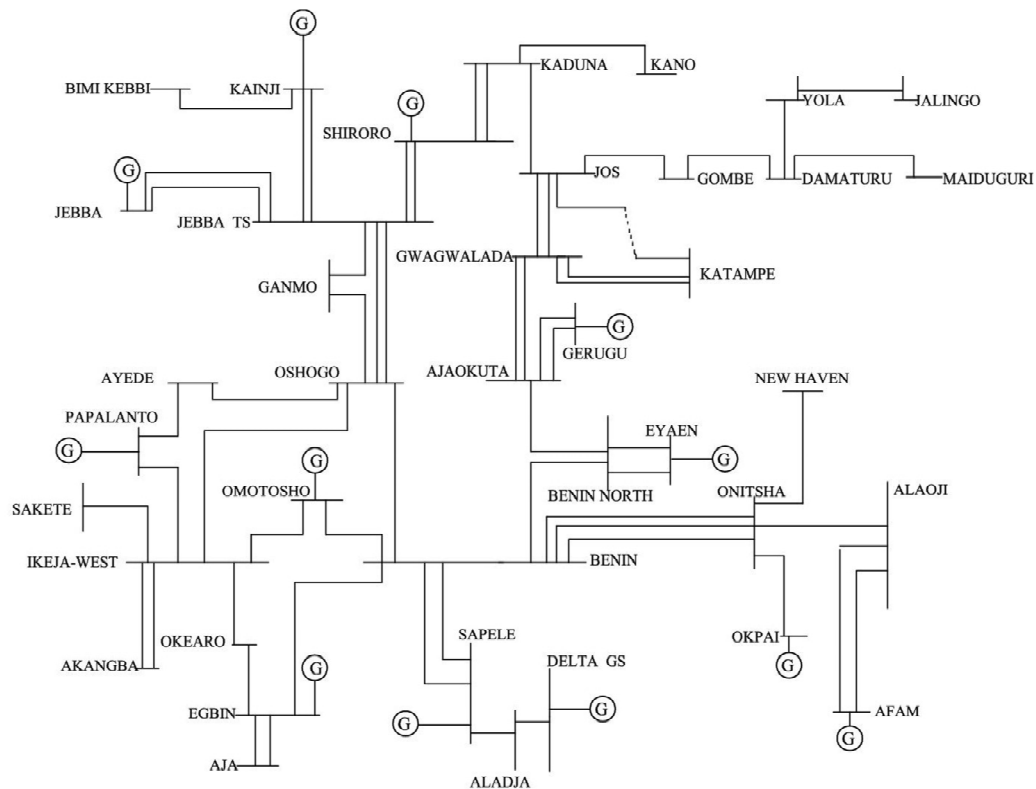 G
KADUNA
KANO
BIMI KEBBI
KAINJI
G
YOLA
JALINGO
SHIRORO
G
JOS
GOMBE
DAMATURU
MAIDUGURI
JEBBA
JEBBA TS
GWAGWALADA
KATAMPE
GANMO
G
GERUGU
AJAOKUTA
AYEDE
OSHOGO
NEW HAVEN
PAPALANTO
EYAEN
G
G
G
OMOTOSHO
BENIN NORTH
ONITSHA
ALAOJI
SAKETE
IKEJA-WEST
BENIN
SAPELE
OKEARO
OKPAI
AKANGBA
DELTA GS
G
G
EGBIN
G
G
AFAM
G
AJA
ALADJA